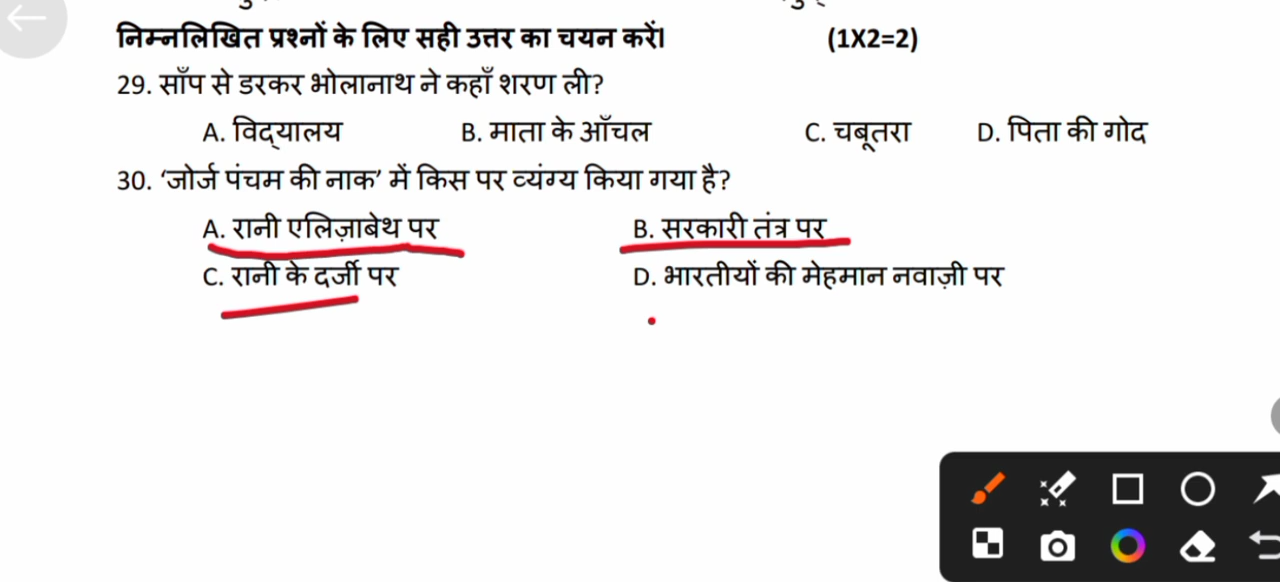 निम्नलिखित प्रश्नों के लिए सही उत्तर का चयन करें। (1X2=2)
29. साँप से डरकर भोलानाथ ने कहाँ शरण ली?
A. विद्यालय B. माता के आँचल C. चबूतरा D. पिता की गोद
30. ‘जोर्ज पंचम की नाक’ में किस पर व्यंग्य किया गया है?
A. रानी एलिज़ाबेथ पर B. सरकारी तंत्र पर
C. रानी के दर्जी पर D. भारतीयों की मेहमान नवाज़ी पर